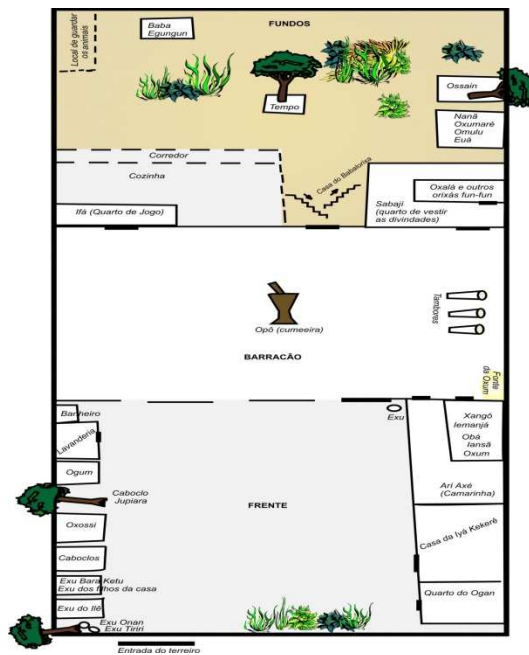 FUNDOS
Local de guardar
os animais
Baba
Egungun
Tempo
Ossain
Nanã
Oxumarê
Omulu
Euá
Corredor
Cozinha
Casa do Babalorixa
Ifá (Quarto de Jogo)
Oxalá e outros
orixás fun-fun
Sabaji
(quarto de vestir
as divindades)
Opô (cumeeira)
Tambores
BARRACÃO
Fonte
da Oxum
Banheiro
Exu
Xangô
Iemanjá
Obá
Iansã
Oxum
Lavanderia
Ogum
Caboclo
Jupiara
Ari Axé
(Camarinha)
FRENTE
Oxossi
Casa da Iyá Kekerê
Caboclos
Exu Bara Ketu
Exu dos filhos da casa
Quarto do Ogan
Exu do Ilê
Exu Onan
Exu Tiriri
Entrada do terreiro